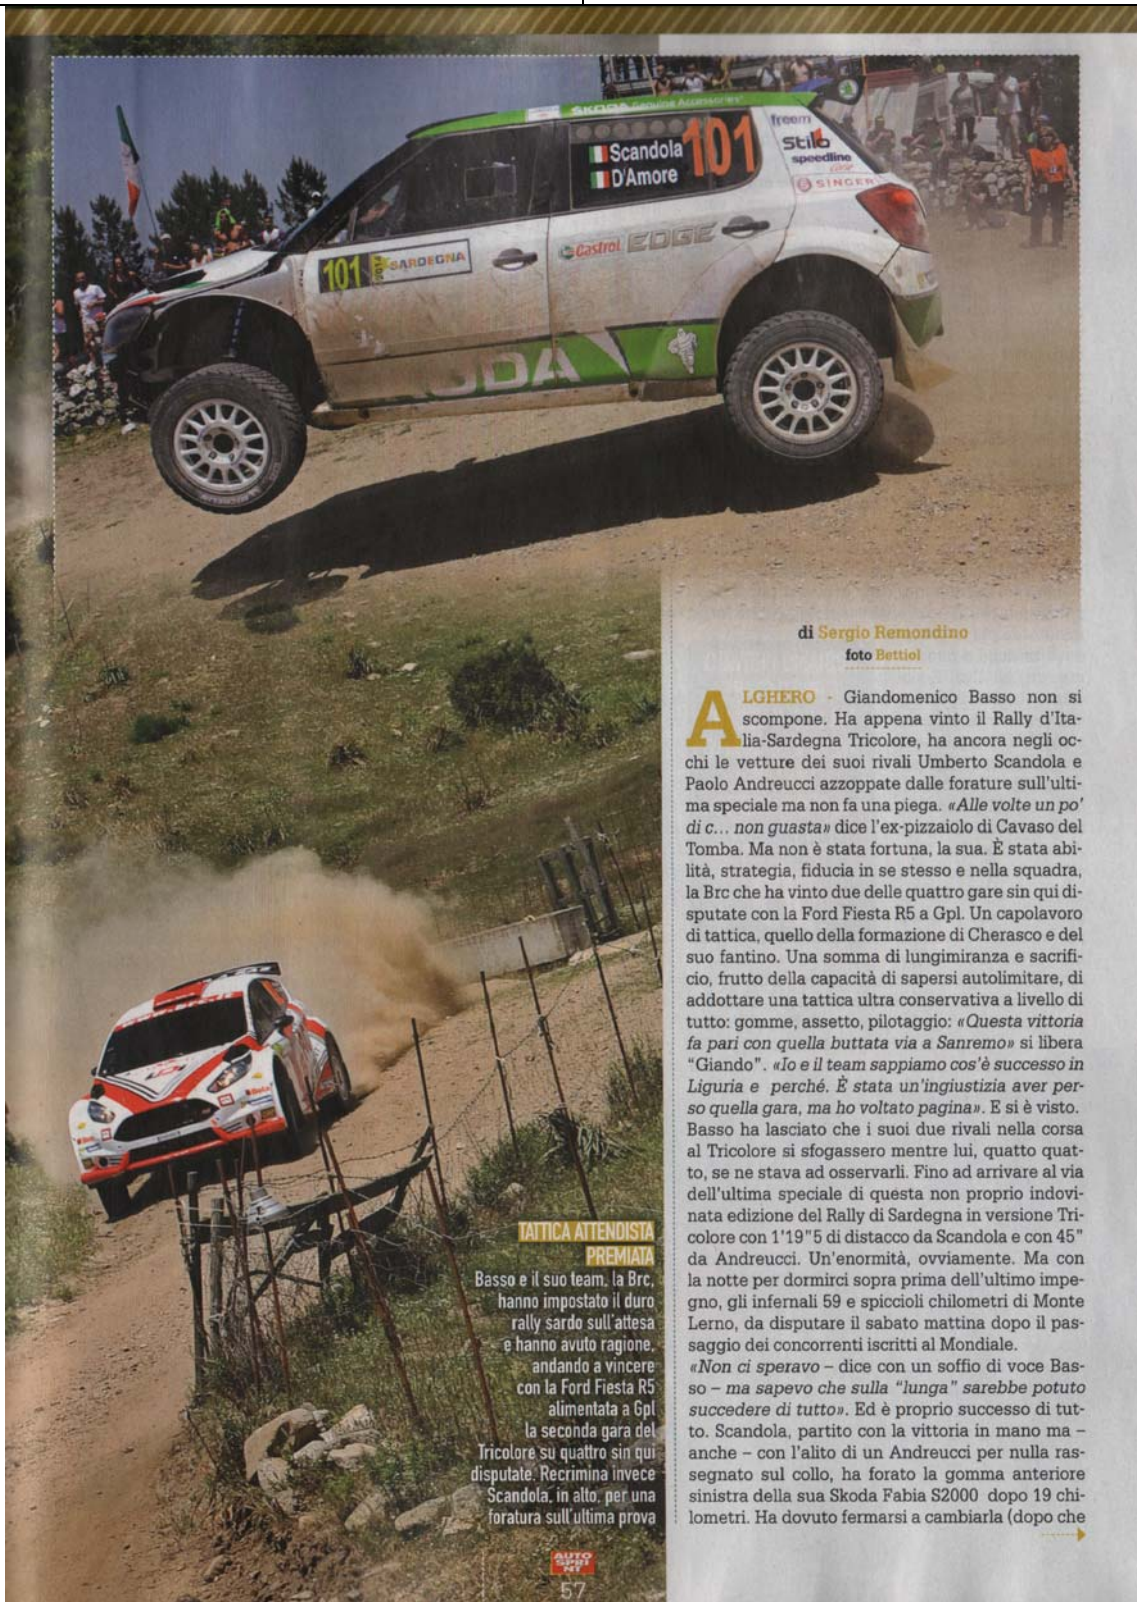 ŠKODA Genuine Accessories
Scandola
D'Amore
101
freem
Stilo
speedline
corse
SINGER
Castrol EDGE
101
SARDEGNA
di Sergio Remondino
foto Bettiol
ALGHERO - Giandomenico Basso non si
scompone. Ha appena vinto il Rally d'Ita-
lia-Sardegna Tricolore, ha ancora negli oc-
chi le vetture dei suoi rivali Umberto Scandola e
Paolo Andreucci azzoppate dalle forature sull'ulti-
ma speciale ma non fa una piega. «Alle volte un po'
di c... non guasta» dice l'ex-pizzaiolo di Cavaso del
Tomba. Ma non è stata fortuna, la sua. È stata abi-
lità, strategia, fiducia in se stesso e nella squadra,
la Brc che ha vinto due delle quattro gare sin qui di-
sputate con la Ford Fiesta R5 a Gpl. Un capolavoro
di tattica, quello della formazione di Cherasco e del
suo fantino. Una somma di lungimiranza e sacrifi-
cio, frutto della capacità di sapersi autolimitare, di
addottare una tattica ultra conservativa a livello di
tutto: gomme, assetto, pilotaggio: «Questa vittoria
fa pari con quella buttata via a Sanremo» si libera
"Giando". «Io e il team sappiamo cos'è successo in
Liguria e perché. È stata un'ingiustizia aver per-
so quella gara, ma ho voltato pagina». E si è visto.
Basso ha lasciato che i suoi due rivali nella corsa
al Tricolore si sfogassero mentre lui, quatto quat-
to, se ne stava ad osservarli. Fino ad arrivare al via
dell'ultima speciale di questa non proprio indovi-
nata edizione del Rally di Sardegna in versione Tri-
colore con 1'19"5 di distacco da Scandola e con 45"
da Andreucci. Un'enormità, ovviamente. Ma con
la notte per dormirci sopra prima dell'ultimo impe-
gno, gli infernali 59 e spiccioli chilometri di Monte
Lerno, da disputare il sabato mattina dopo il pas-
saggio dei concorrenti iscritti al Mondiale.
«Non ci speravo – dice con un soffio di voce Bas-
so – ma sapevo che sulla "lunga" sarebbe potuto
succedere di tutto». Ed è proprio successo di tut-
to. Scandola, partito con la vittoria in mano ma –
anche – con l'alito di un Andreucci per nulla ras-
segnato sul collo, ha forato la gomma anteriore
sinistra della sua Skoda Fabia S2000 dopo 19 chi-
lometri. Ha dovuto fermarsi a cambiarla (dopo che
TATTICA ATTENDISTA
PREMIATA
Basso e il suo team, la Brc,
hanno impostato il duro
rally sardo sull'attesa
e hanno avuto ragione,
andando a vincere
con la Ford Fiesta R5
alimentata a Gpl
la seconda gara del
Tricolore su quattro sin qui
disputate. Recrimina invece
Scandola, in alto, per una
foratura sull'ultima prova
AUTO
SPRI
NT
57